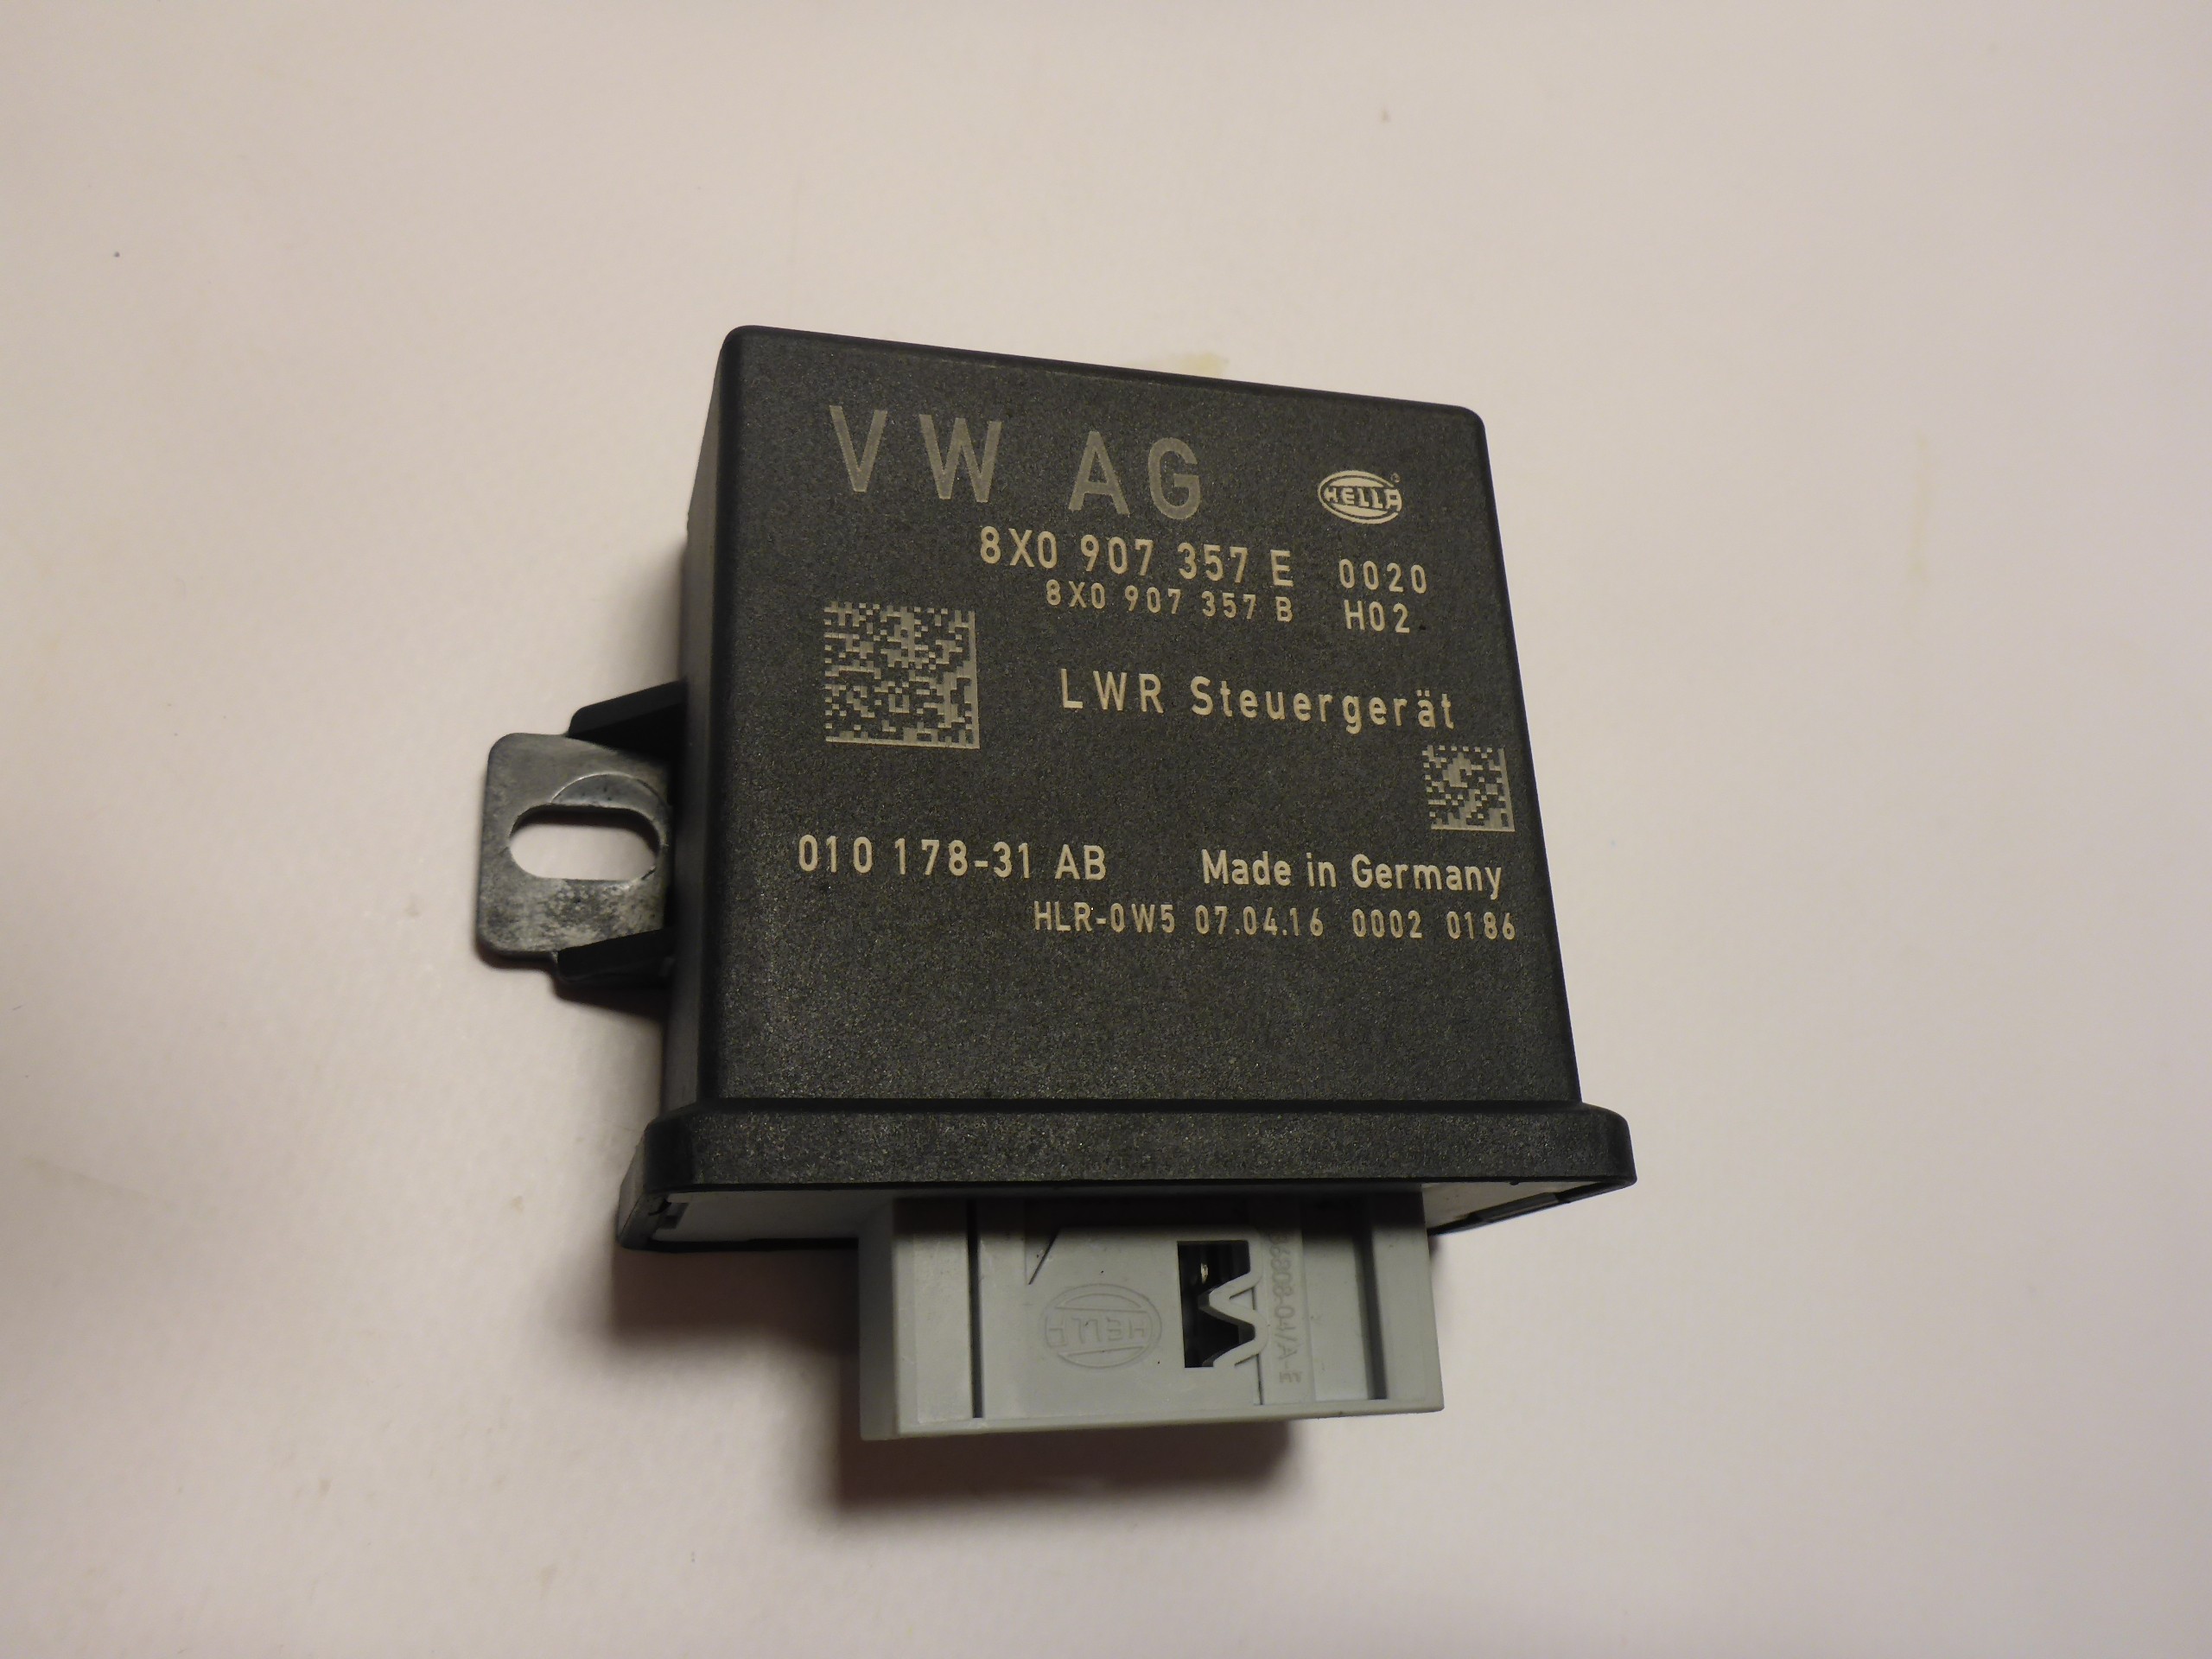 VW AG
HELLA
8X0 907 357 E 0020
8X0 907 357 B H02
LWR Steuergerät
010 178-31 AB Made in Germany
HLR-0W5 07.04.16 0002 0186
HELLA